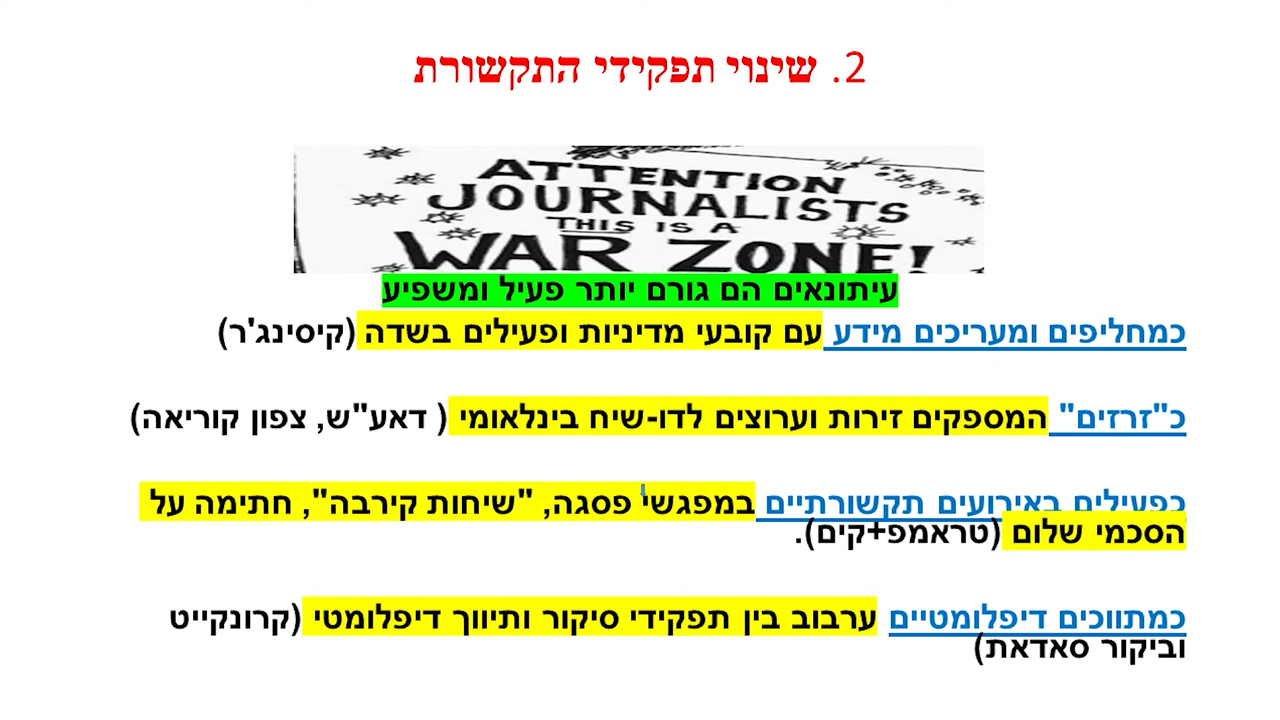 2. שינוי תפקידי התקשורת
ATTENTION
JOURNALISTS
THIS IS A
WAR ZONE!
עיתונאים הם גורם יותר פעיל ומשפיע
כמחליפים ומעריכים מידע עם קובעי מדיניות ופעילים בשדה (קיסינג'ר)
כ"זרזים" המספקים זירות וערוצים לדו-שיח בינלאומי ( דאע"ש, צפון קוריאה)
כפעילים באירועים תקשורתיים במפגשי פסגה, "שיחות קירבה", חתימה על
הסכמי שלום (טראמפ+קים).
כמתווכים דיפלומטיים ערבוב בין תפקידי סיקור ותיווך דיפלומטי (קרונקייט
וביקור סאדאת)